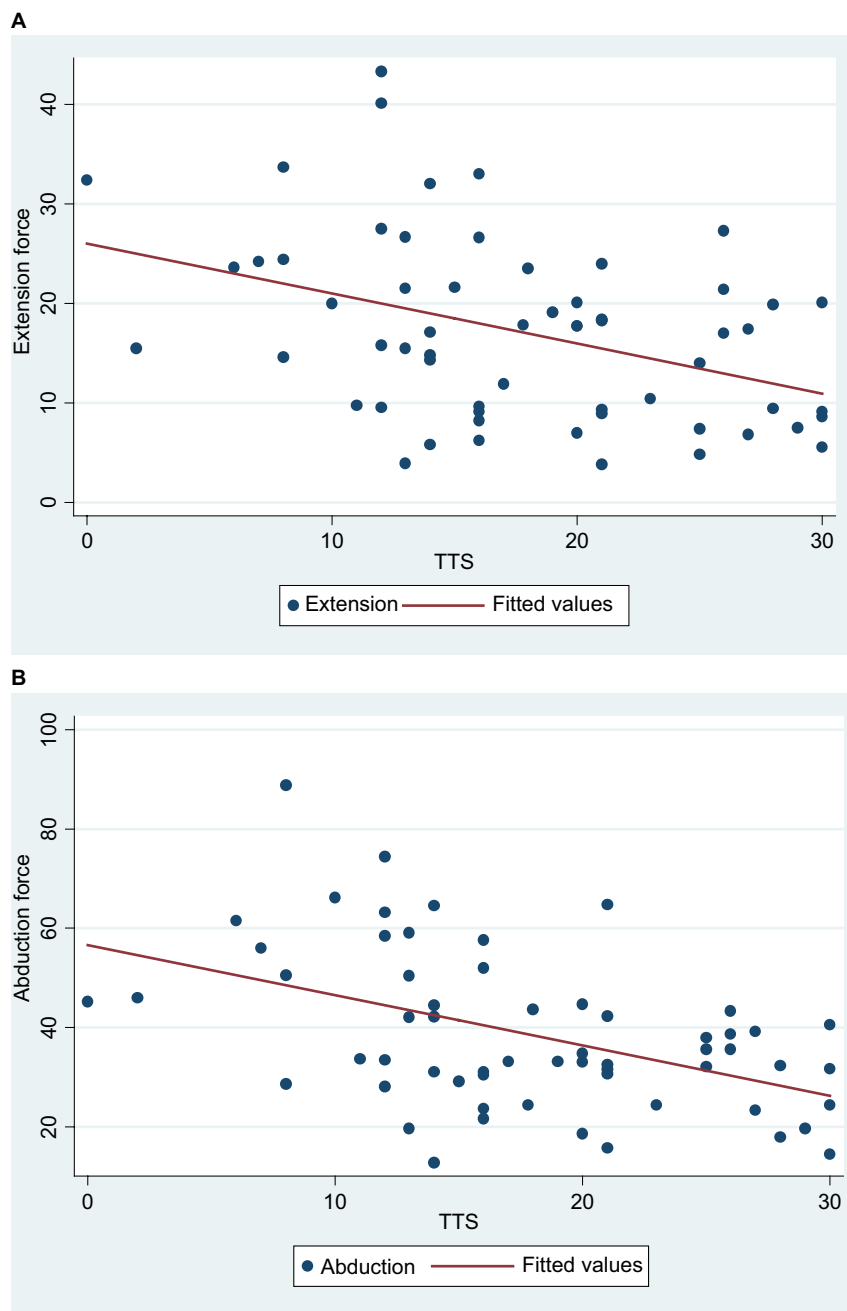 A
40
30
20
10
0
Extension force
0 10 20 30
TTS
Extension Fitted values
B
100
80
60
40
20
Abduction force
0 10 20 30
TTS
Abduction Fitted values